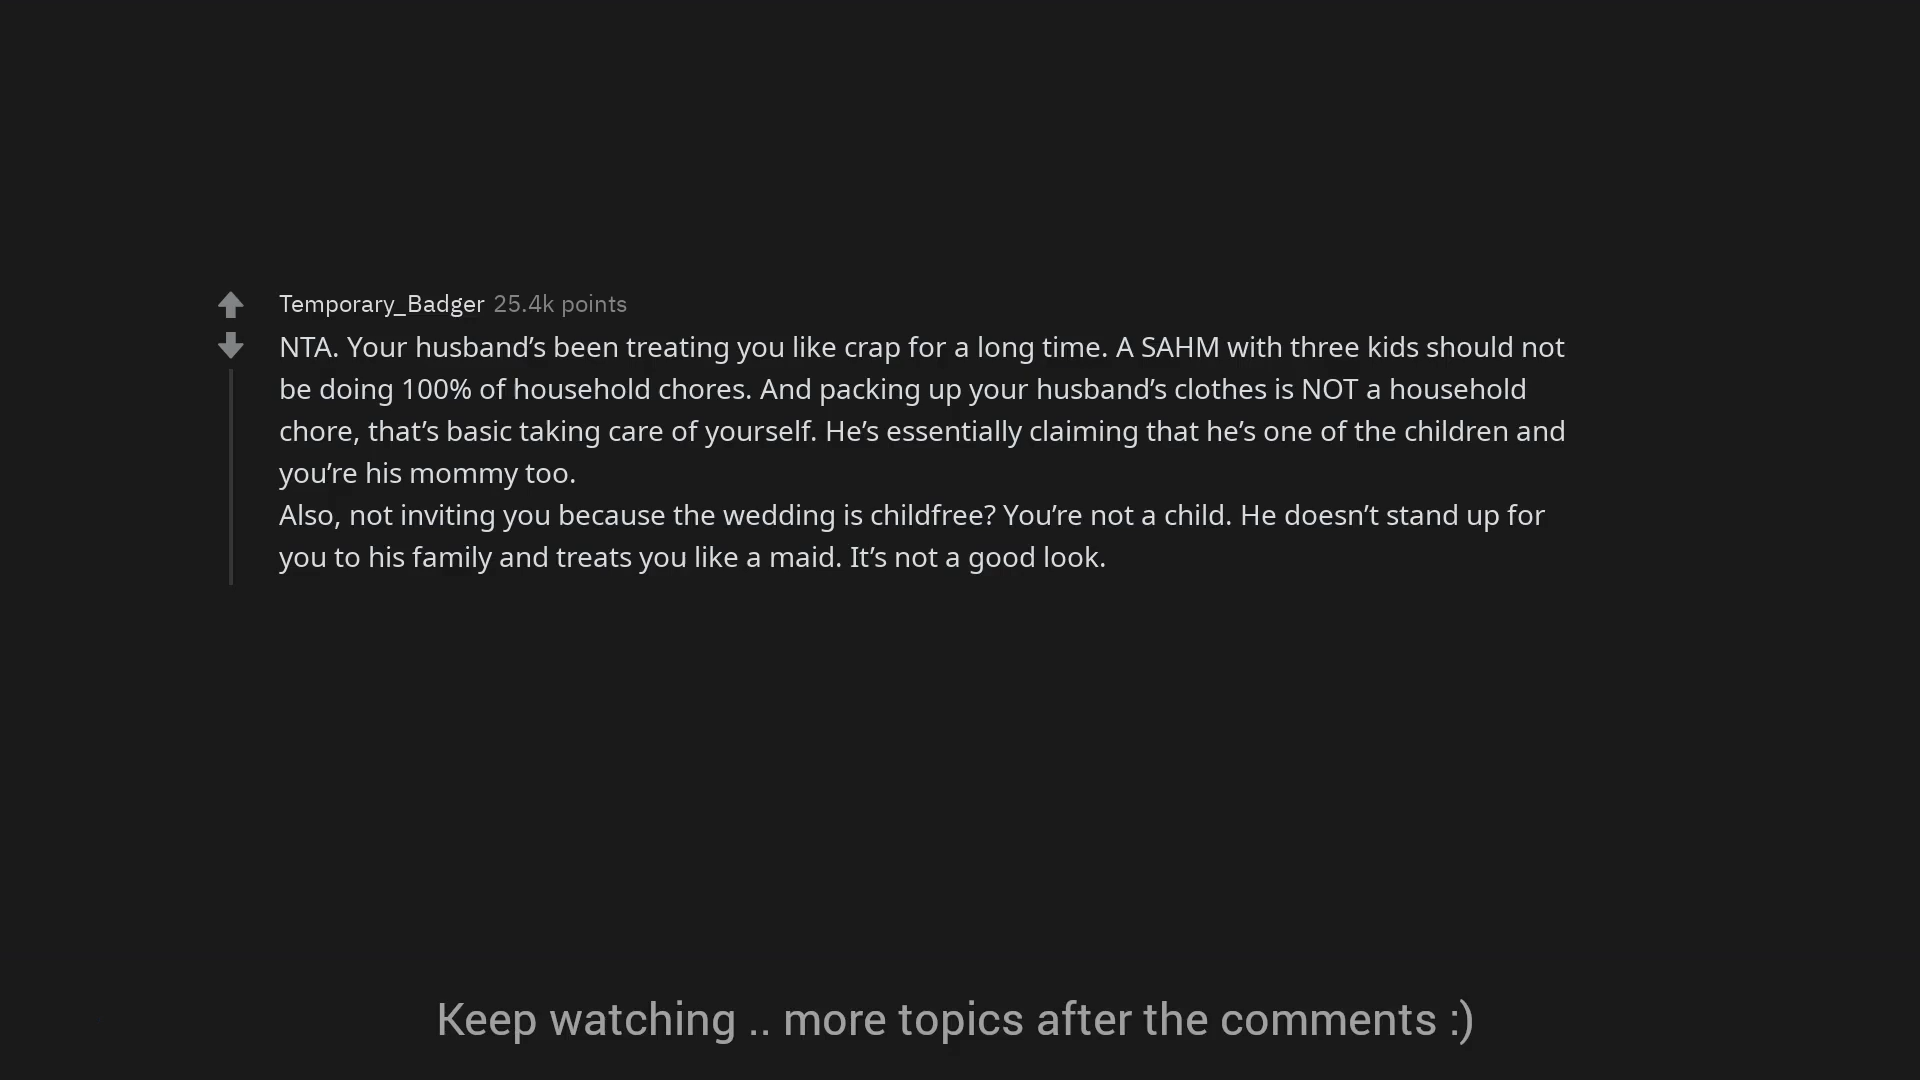 Temporary_Badger 25.4k points
NTA. Your husband’s been treating you like crap for a long time. A SAHM with three kids should not
be doing 100% of household chores. And packing up your husband’s clothes is NOT a household
chore, that’s basic taking care of yourself. He’s essentially claiming that he’s one of the children and
you’re his mommy too.
Also, not inviting you because the wedding is childfree? You’re not a child. He doesn’t stand up for
you to his family and treats you like a maid. It’s not a good look.
Keep watching .. more topics after the comments :)